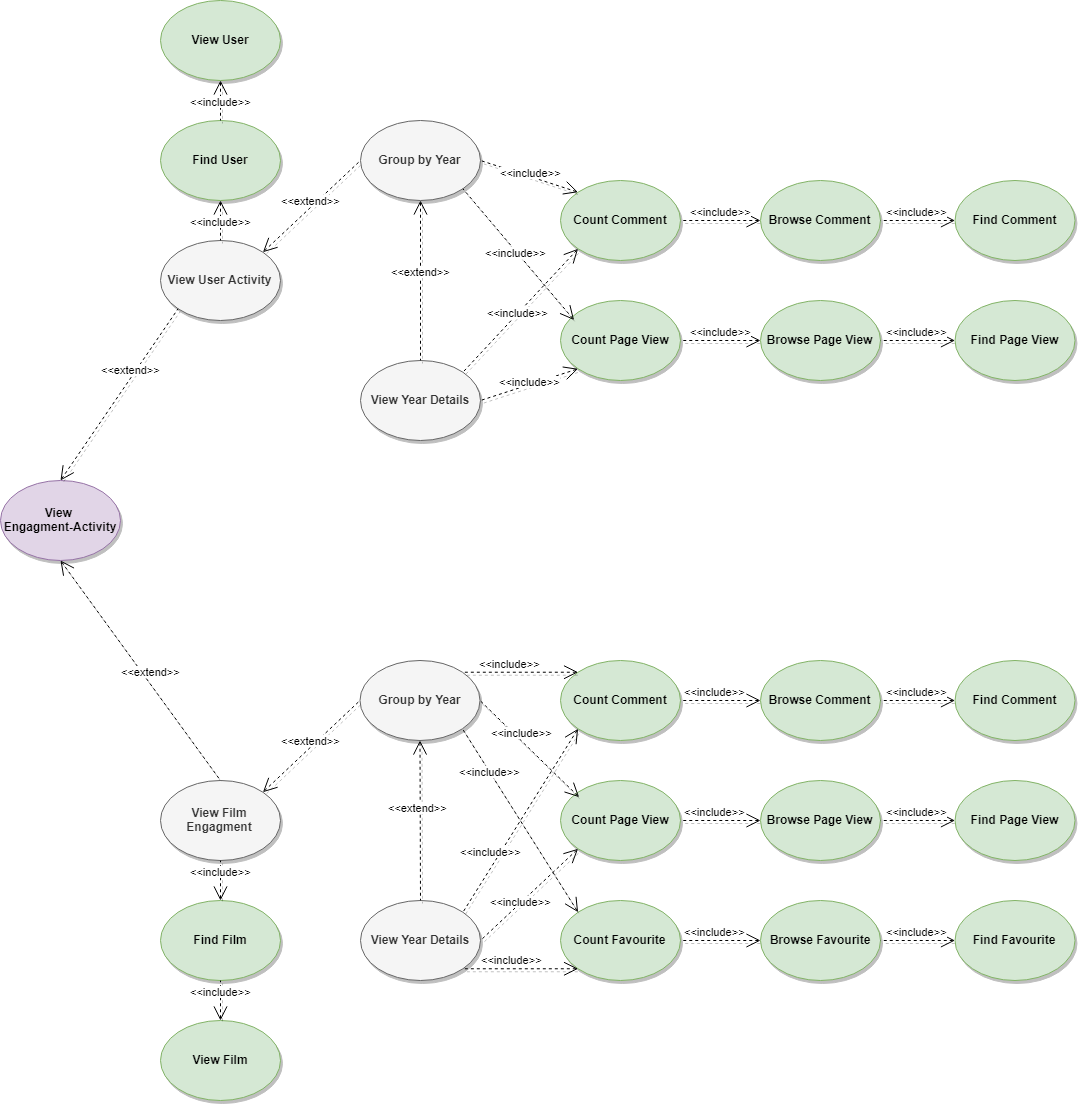 View User
<<include>>
Find User
<<include>>
View User Activity
<<extend>>
Group by Year
<<extend>>
<<extend>>
View Year Details
<<include>>
<<include>>
<<include>>
<<include>>
Count Comment
<<include>>
Browse Comment
<<include>>
Find Comment
Count Page View
<<include>>
Browse Page View
<<include>>
Find Page View
View
Engagment-Activity
<<extend>>
View Film
Engagment
<<include>>
Find Film
<<include>>
View Film
<<extend>>
Group by Year
<<extend>>
View Year Details
<<include>>
<<include>>
<<include>>
<<include>>
<<include>>
<<include>>
Count Comment
<<include>>
Browse Comment
<<include>>
Find Comment
Count Page View
<<include>>
Browse Page View
<<include>>
Find Page View
Count Favourite
<<include>>
Browse Favourite
<<include>>
Find Favourite